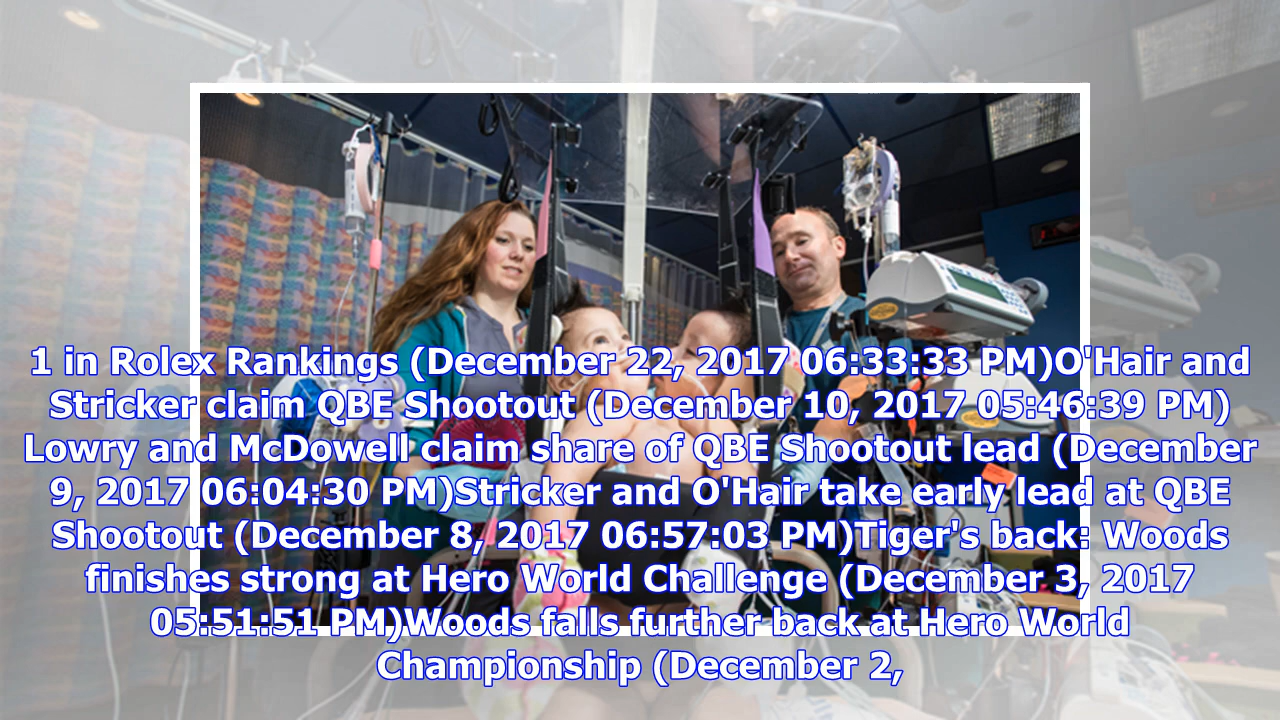 1 in Rolex Rankings (December 22, 2017 06:33:33 PM)O'Hair and
Stricker claim QBE Shootout (December 10, 2017 05:46:39 PM)
Lowry and McDowell claim share of QBE Shootout lead (December
9, 2017 06:04:30 PM)Stricker and O'Hair take early lead at QBE
Shootout (December 8, 2017 06:57:03 PM)Tiger's back: Woods
finishes strong at Hero World Challenge (December 3, 2017
05:51:51 PM)Woods falls further back at Hero World
Championship (December 2,